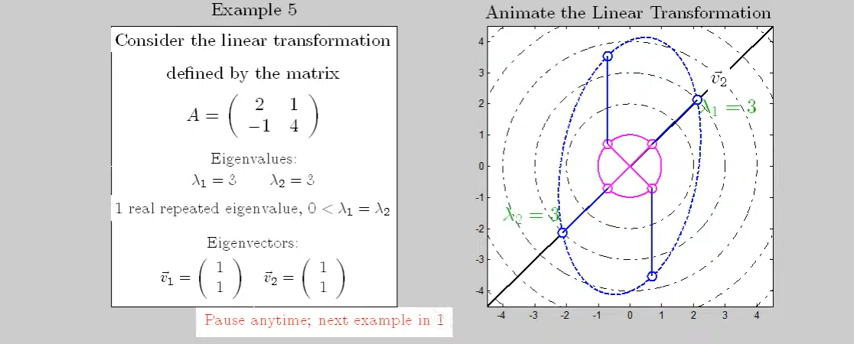 Example 5
Consider the linear transformation
defined by the matrix
A = ( 2 1
-1 4 )
Eigenvalues:
λ₁ = 3 λ₂ = 3
1 real repeated eigenvalue, 0 < λ₁ = λ₂
Eigenvectors:
v⃗₁ = ( 1
1 ) v⃗₂ = ( 1
1 )
Pause anytime; next example in 1
Animate the Linear Transformation
4
3
2
1
0
-1
-2
-3
-4
-4 -3 -2 -1 0 1 2 3 4
v⃗₂
λ₁ = 3
λ₂ = 3